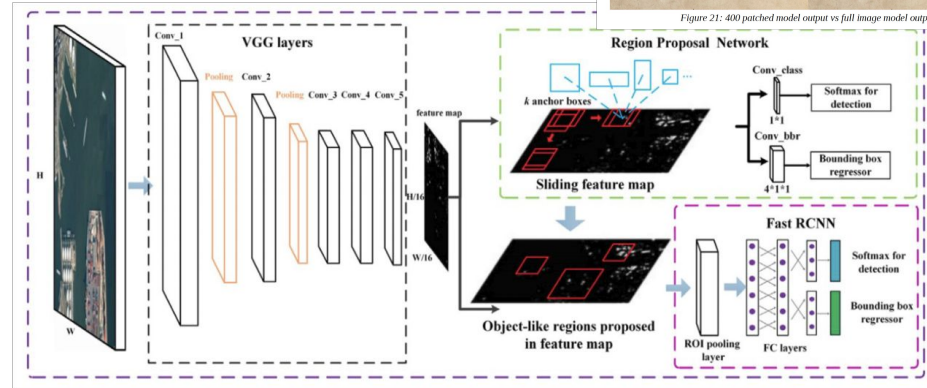 Figure 21: 400 patched model output vs full image model outp
VGG layers
Conv_1
Pooling
Conv_2
Pooling
Conv_3
Conv_4
Conv_5
H
W
feature map
H/16
W/16
Region Proposal Network
k anchor boxes
...
Sliding feature map
Conv_class
1*1
Softmax for
detection
Conv_bbr
4*1*1
Bounding box
regressor
Object-like regions proposed
in feature map
Fast RCNN
ROI pooling
layer
FC layers
Softmax for
detection
Bounding box
regressor